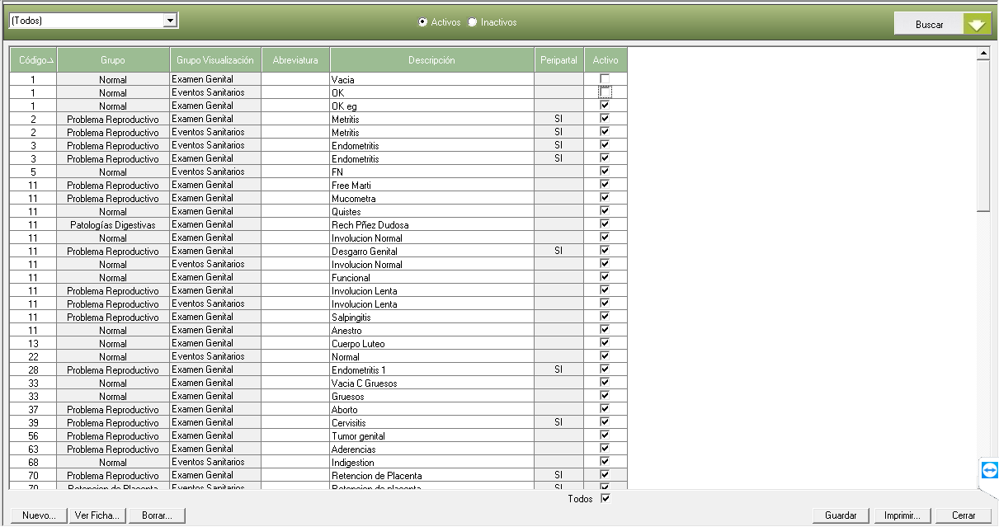 (Todos) Activos Inactivos Buscar
Código Grupo Grupo Visualización Abreviatura Descripción Peripartal Activo
1 Normal Examen Genital Vacia
1 Normal Eventos Sanitarios OK
1 Normal Examen Genital OK eg
2 Problema Reproductivo Examen Genital Metritis SI
2 Problema Reproductivo Eventos Sanitarios Metritis SI
3 Problema Reproductivo Eventos Sanitarios Endometritis SI
3 Problema Reproductivo Examen Genital Endometritis SI
5 Normal Eventos Sanitarios FN
11 Problema Reproductivo Examen Genital Free Marti
11 Problema Reproductivo Examen Genital Mucometra
11 Normal Examen Genital Quistes
11 Patologías Digestivas Examen Genital Rech Pñez Dudosa
11 Normal Examen Genital Involucion Normal
11 Problema Reproductivo Examen Genital Desgarro Genital SI
11 Normal Eventos Sanitarios Involucion Normal
11 Normal Examen Genital Funcional
11 Problema Reproductivo Examen Genital Involucion Lenta
11 Problema Reproductivo Eventos Sanitarios Involucion Lenta
11 Problema Reproductivo Examen Genital Salpingitis
11 Normal Examen Genital Anestro
13 Normal Examen Genital Cuerpo Luteo
22 Normal Eventos Sanitarios Normal
28 Problema Reproductivo Examen Genital Endometritis 1 SI
33 Normal Examen Genital Vacia C Gruesos
33 Normal Examen Genital Gruesos
37 Problema Reproductivo Examen Genital Aborto
39 Problema Reproductivo Examen Genital Cervisitis SI
56 Problema Reproductivo Examen Genital Tumor genital
63 Problema Reproductivo Examen Genital Aderencias
68 Normal Eventos Sanitarios Indigestion
70 Problema Reproductivo Examen Genital Retencion de Placenta SI
70 Retencion de Placenta Eventos Sanitarios Retencion de placenta SI
Todos
Nuevo... Ver Ficha... Borrar... Guardar Imprimir... Cerrar